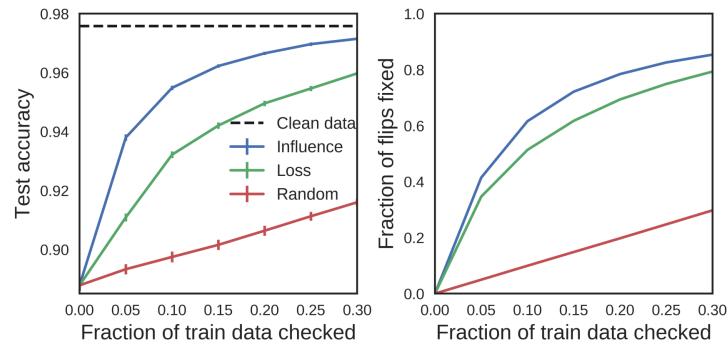 Test accuracy
0.98
0.96
0.94
0.92
0.90
0.00 0.05 0.10 0.15 0.20 0.25 0.30
Fraction of train data checked
Clean data
Influence
Loss
Random
Fraction of flips fixed
1.0
0.8
0.6
0.4
0.2
0.0
0.00 0.05 0.10 0.15 0.20 0.25 0.30
Fraction of train data checked